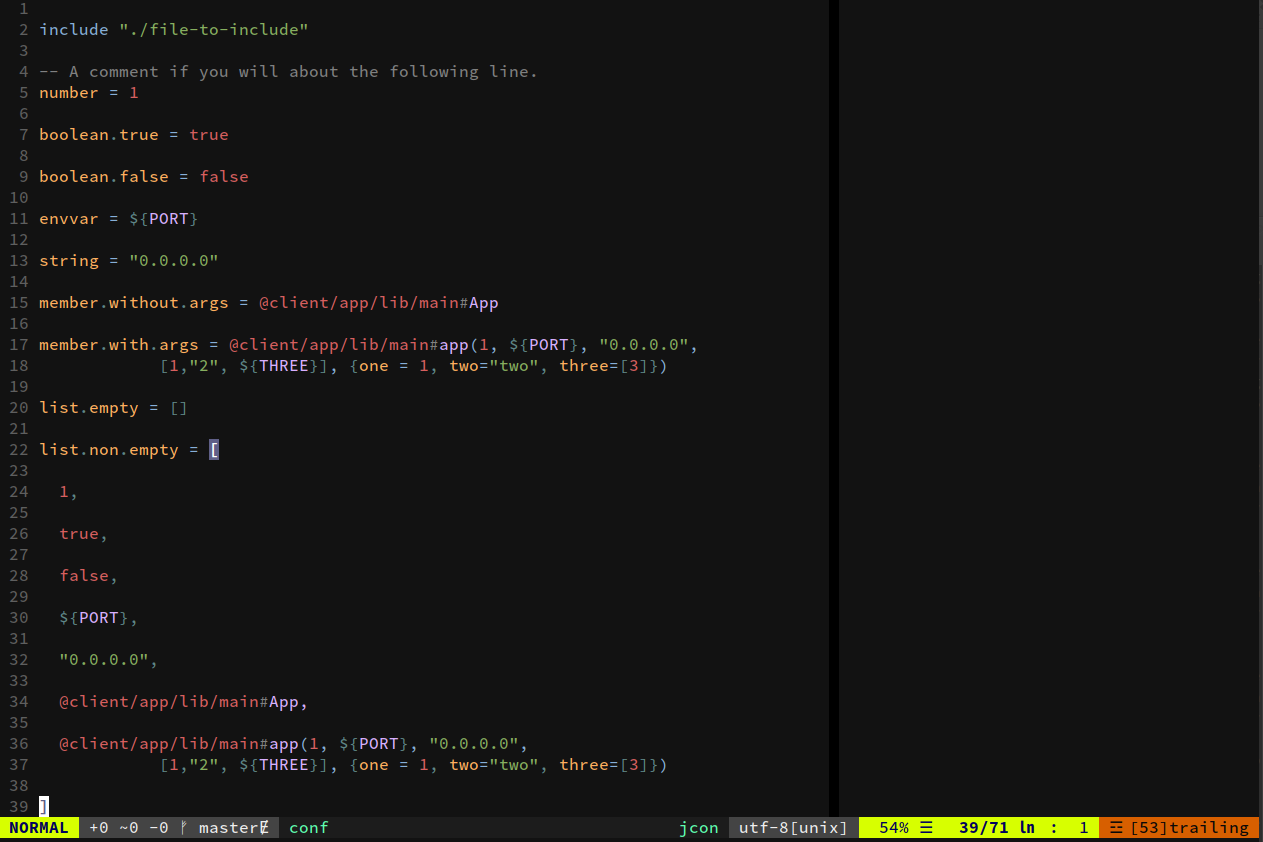 1
2 include "./file-to-include"
3
4 -- A comment if you will about the following line.
5 number = 1
6
7 boolean.true = true
8
9 boolean.false = false
10
11 envvar = ${PORT}
12
13 string = "0.0.0.0"
14
15 member.without.args = @client/app/lib/main#App
16
17 member.with.args = @client/app/lib/main#app(1, ${PORT}, "0.0.0.0",
18             [1,"2", ${THREE}], {one = 1, two="two", three=[3]})
19
20 list.empty = []
21
22 list.non.empty = [
23
24   1,
25
26   true,
27
28   false,
29
30   ${PORT},
31
32   "0.0.0.0",
33
34   @client/app/lib/main#App,
35
36   @client/app/lib/main#app(1, ${PORT}, "0.0.0.0",
37             [1,"2", ${THREE}], {one = 1, two="two", three=[3]})
38
39 ]
NORMAL +0 ~0 -0 ᚠ masterɆ conf jcon utf-8[unix] 54% ☰ 39/71 ln : 1 ☲ [53]trailing